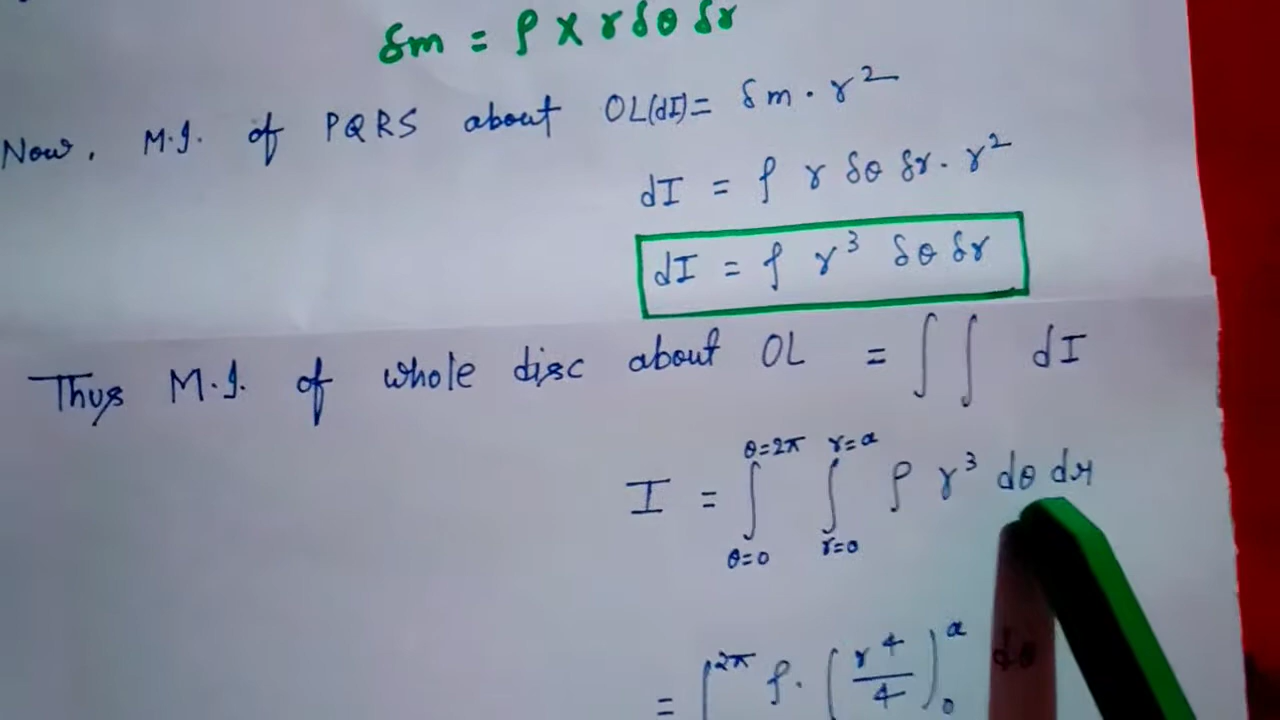 δm = ρ × r δθ δr
Now, M.I. of PQRS about OL(dI) = δm · r²
dI = ρ r δθ δr · r²
dI = ρ r³ δθ δr
Thus M.I. of whole disc about OL = ∫∫ dI
I = ∫_{θ=0}^{θ=2π} ∫_{r=0}^{r=a} ρ r³ dθ dr
= ∫^{2π} ρ · (r⁴/4)_0^a dθ